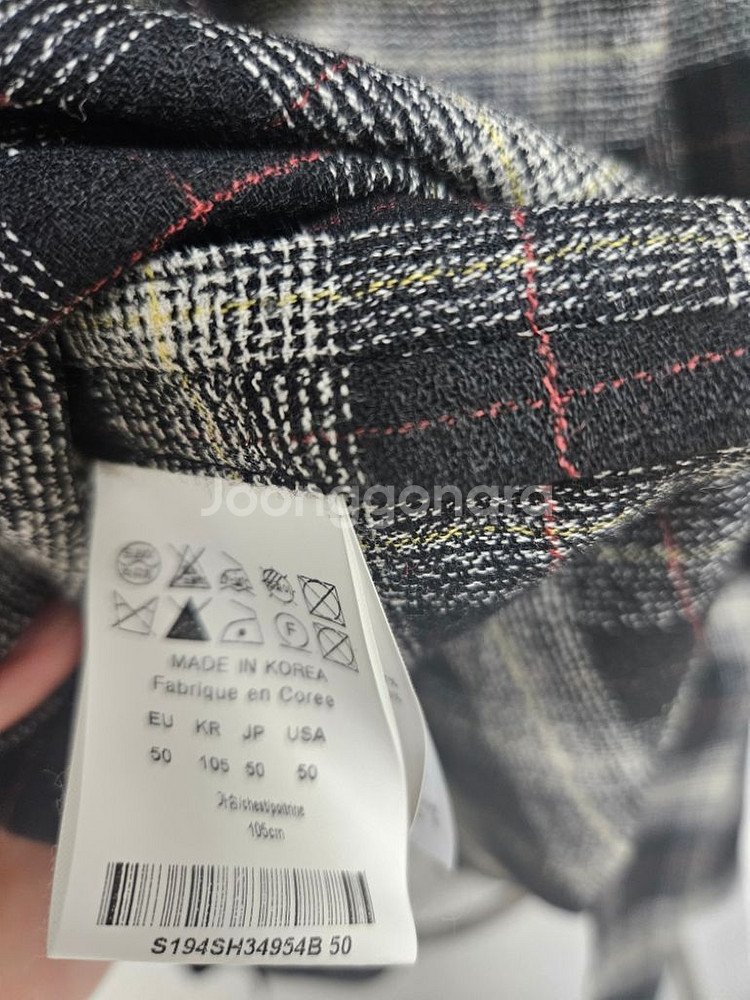 Joonggonara
MADE IN KOREA
Fabrique en Coree
EU KR JP USA
50 105 50 50
105cm
S194SH34954B 50